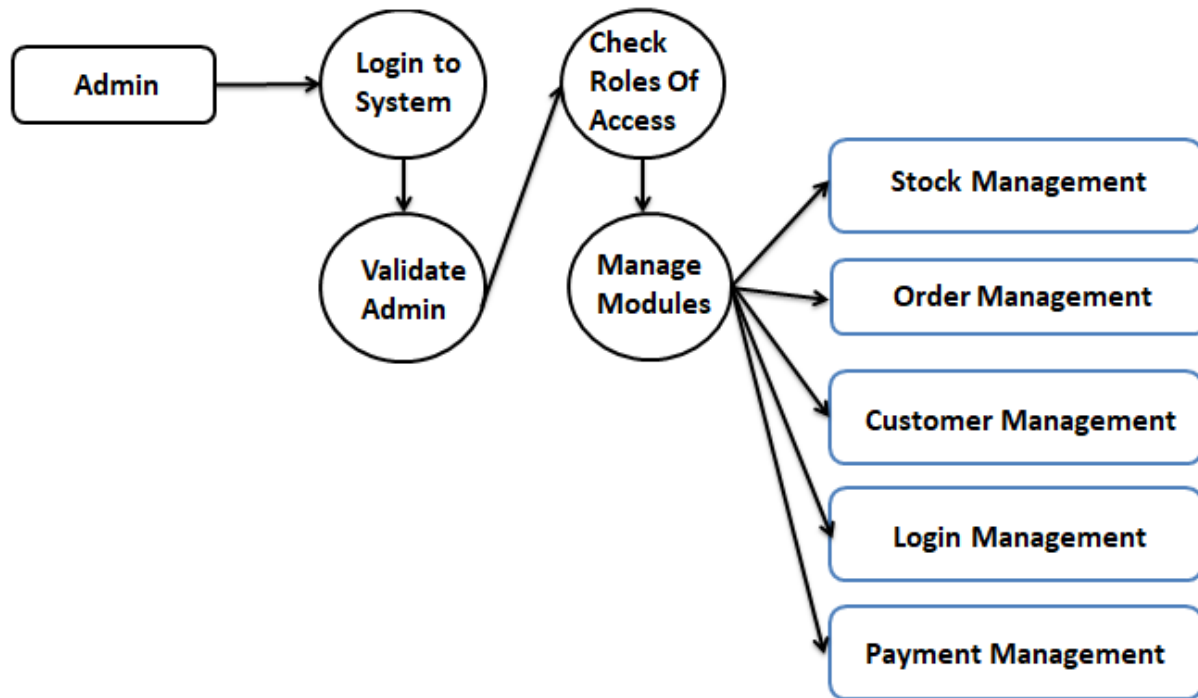 Admin
Login to
System
Validate
Admin
Check
Roles Of
Access
Manage
Modules
Stock Management
Order Management
Customer Management
Login Management
Payment Management